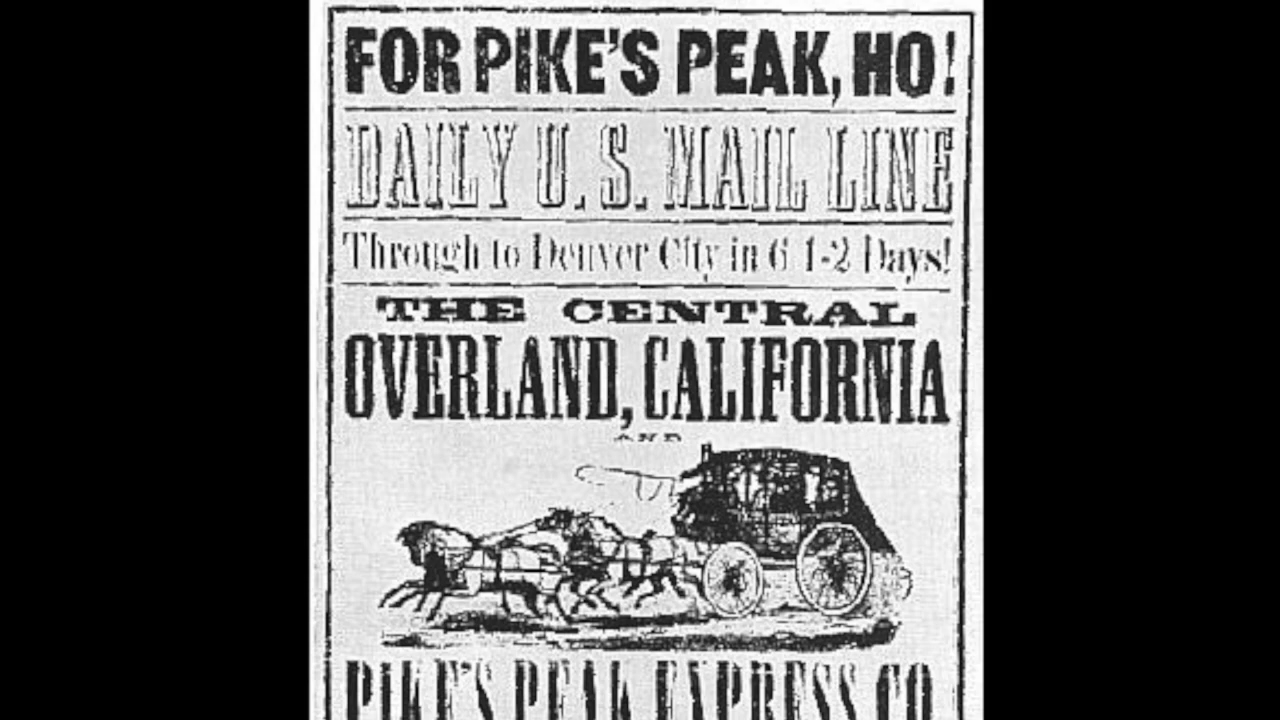 FOR PIKE'S PEAK, HO!
DAILY U. S. MAIL LINE
Through to Denver City in 6 1-2 Days!
THE CENTRAL
OVERLAND, CALIFORNIA
AND
PIKE'S PEAK EXPRESS CO